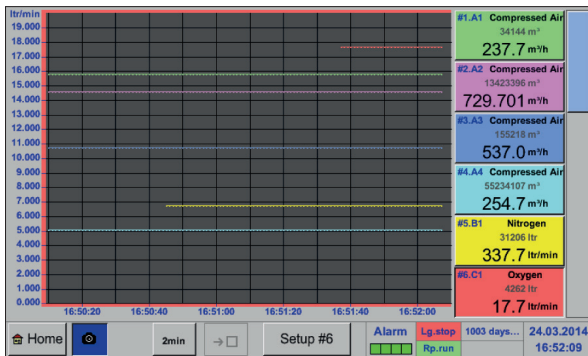 ltr/min
19.000
18.000
17.000
16.000
15.000
14.000
13.000
12.000
11.000
10.000
9.000
8.000
7.000
6.000
5.000
4.000
3.000
2.000
1.000
0.000
16:50:20 16:50:40 16:51:00 16:51:20 16:51:40 16:52:00
#1.A1 Compressed Air
34144 m³
237.7 m³/h
#2.A2 Compressed Air
13423396 m³
729.701 m³/h
#3.A3 Compressed Air
155218 m³
537.0 m³/h
#4.A4 Compressed Air
55234107 m³
254.7 m³/h
#5.B1 Nitrogen
31206 ltr
337.7 ltr/min
#6.C1 Oxygen
4262 ltr
17.7 ltr/min
Home
2min
Setup #6
Alarm
Lg.stop
Rp.run
1003 days...
24.03.2014
16:52:09